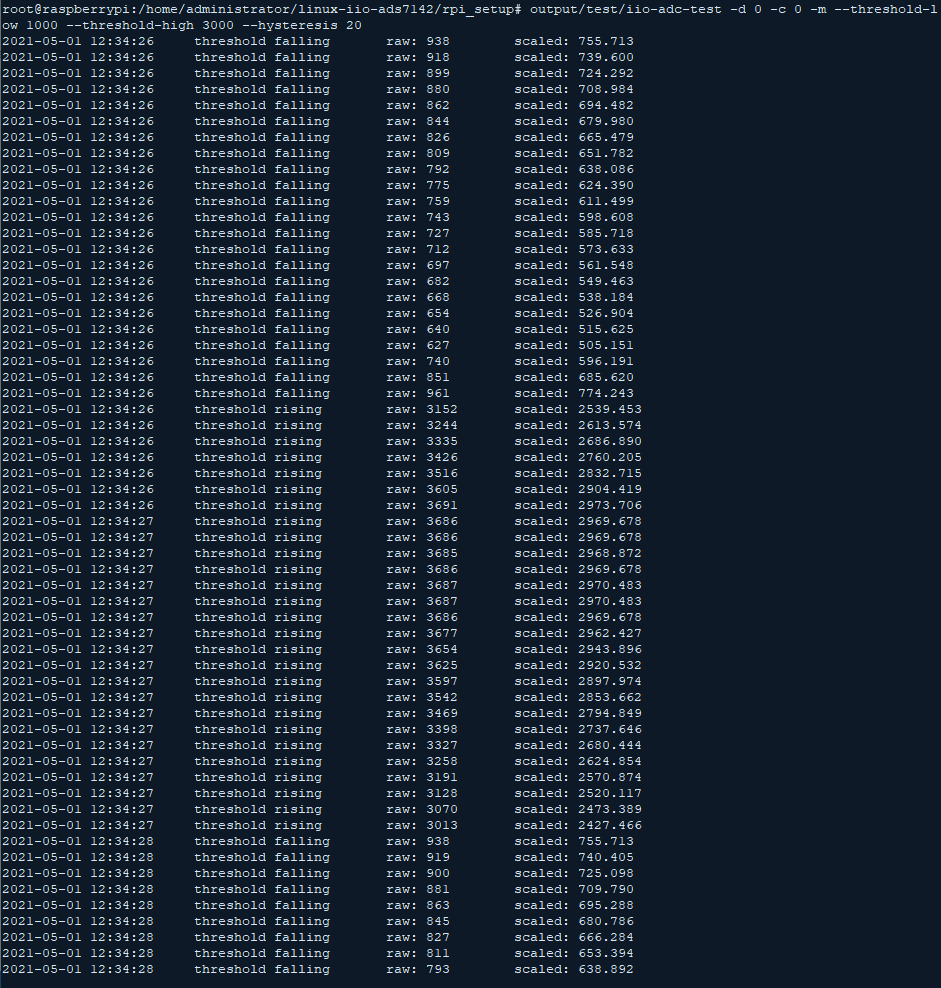 root@raspberrypi:/home/administrator/linux-iio-ads7142/rpi_setup# output/test/iio-adc-test -d 0 -c 0 -m --threshold-l
ow 1000 --threshold-high 3000 --hysteresis 20
2021-05-01 12:34:26     threshold falling       raw: 938        scaled: 755.713
2021-05-01 12:34:26     threshold falling       raw: 918        scaled: 739.600
2021-05-01 12:34:26     threshold falling       raw: 899        scaled: 724.292
2021-05-01 12:34:26     threshold falling       raw: 880        scaled: 708.984
2021-05-01 12:34:26     threshold falling       raw: 862        scaled: 694.482
2021-05-01 12:34:26     threshold falling       raw: 844        scaled: 679.980
2021-05-01 12:34:26     threshold falling       raw: 826        scaled: 665.479
2021-05-01 12:34:26     threshold falling       raw: 809        scaled: 651.782
2021-05-01 12:34:26     threshold falling       raw: 792        scaled: 638.086
2021-05-01 12:34:26     threshold falling       raw: 775        scaled: 624.390
2021-05-01 12:34:26     threshold falling       raw: 759        scaled: 611.499
2021-05-01 12:34:26     threshold falling       raw: 743        scaled: 598.608
2021-05-01 12:34:26     threshold falling       raw: 727        scaled: 585.718
2021-05-01 12:34:26     threshold falling       raw: 712        scaled: 573.633
2021-05-01 12:34:26     threshold falling       raw: 697        scaled: 561.548
2021-05-01 12:34:26     threshold falling       raw: 682        scaled: 549.463
2021-05-01 12:34:26     threshold falling       raw: 668        scaled: 538.184
2021-05-01 12:34:26     threshold falling       raw: 654        scaled: 526.904
2021-05-01 12:34:26     threshold falling       raw: 640        scaled: 515.625
2021-05-01 12:34:26     threshold falling       raw: 627        scaled: 505.151
2021-05-01 12:34:26     threshold falling       raw: 740        scaled: 596.191
2021-05-01 12:34:26     threshold falling       raw: 851        scaled: 685.620
2021-05-01 12:34:26     threshold falling       raw: 961        scaled: 774.243
2021-05-01 12:34:26     threshold rising        raw: 3152       scaled: 2539.453
2021-05-01 12:34:26     threshold rising        raw: 3244       scaled: 2613.574
2021-05-01 12:34:26     threshold rising        raw: 3335       scaled: 2686.890
2021-05-01 12:34:26     threshold rising        raw: 3426       scaled: 2760.205
2021-05-01 12:34:26     threshold rising        raw: 3516       scaled: 2832.715
2021-05-01 12:34:26     threshold rising        raw: 3605       scaled: 2904.419
2021-05-01 12:34:26     threshold rising        raw: 3691       scaled: 2973.706
2021-05-01 12:34:27     threshold rising        raw: 3686       scaled: 2969.678
2021-05-01 12:34:27     threshold rising        raw: 3686       scaled: 2969.678
2021-05-01 12:34:27     threshold rising        raw: 3685       scaled: 2968.872
2021-05-01 12:34:27     threshold rising        raw: 3686       scaled: 2969.678
2021-05-01 12:34:27     threshold rising        raw: 3687       scaled: 2970.483
2021-05-01 12:34:27     threshold rising        raw: 3687       scaled: 2970.483
2021-05-01 12:34:27     threshold rising        raw: 3686       scaled: 2969.678
2021-05-01 12:34:27     threshold rising        raw: 3677       scaled: 2962.427
2021-05-01 12:34:27     threshold rising        raw: 3654       scaled: 2943.896
2021-05-01 12:34:27     threshold rising        raw: 3625       scaled: 2920.532
2021-05-01 12:34:27     threshold rising        raw: 3597       scaled: 2897.974
2021-05-01 12:34:27     threshold rising        raw: 3542       scaled: 2853.662
2021-05-01 12:34:27     threshold rising        raw: 3469       scaled: 2794.849
2021-05-01 12:34:27     threshold rising        raw: 3398       scaled: 2737.646
2021-05-01 12:34:27     threshold rising        raw: 3327       scaled: 2680.444
2021-05-01 12:34:27     threshold rising        raw: 3258       scaled: 2624.854
2021-05-01 12:34:27     threshold rising        raw: 3191       scaled: 2570.874
2021-05-01 12:34:27     threshold rising        raw: 3128       scaled: 2520.117
2021-05-01 12:34:27     threshold rising        raw: 3070       scaled: 2473.389
2021-05-01 12:34:27     threshold rising        raw: 3013       scaled: 2427.466
2021-05-01 12:34:28     threshold falling       raw: 938        scaled: 755.713
2021-05-01 12:34:28     threshold falling       raw: 919        scaled: 740.405
2021-05-01 12:34:28     threshold falling       raw: 900        scaled: 725.098
2021-05-01 12:34:28     threshold falling       raw: 881        scaled: 709.790
2021-05-01 12:34:28     threshold falling       raw: 863        scaled: 695.288
2021-05-01 12:34:28     threshold falling       raw: 845        scaled: 680.786
2021-05-01 12:34:28     threshold falling       raw: 827        scaled: 666.284
2021-05-01 12:34:28     threshold falling       raw: 811        scaled: 653.394
2021-05-01 12:34:28     threshold falling       raw: 793        scaled: 638.892